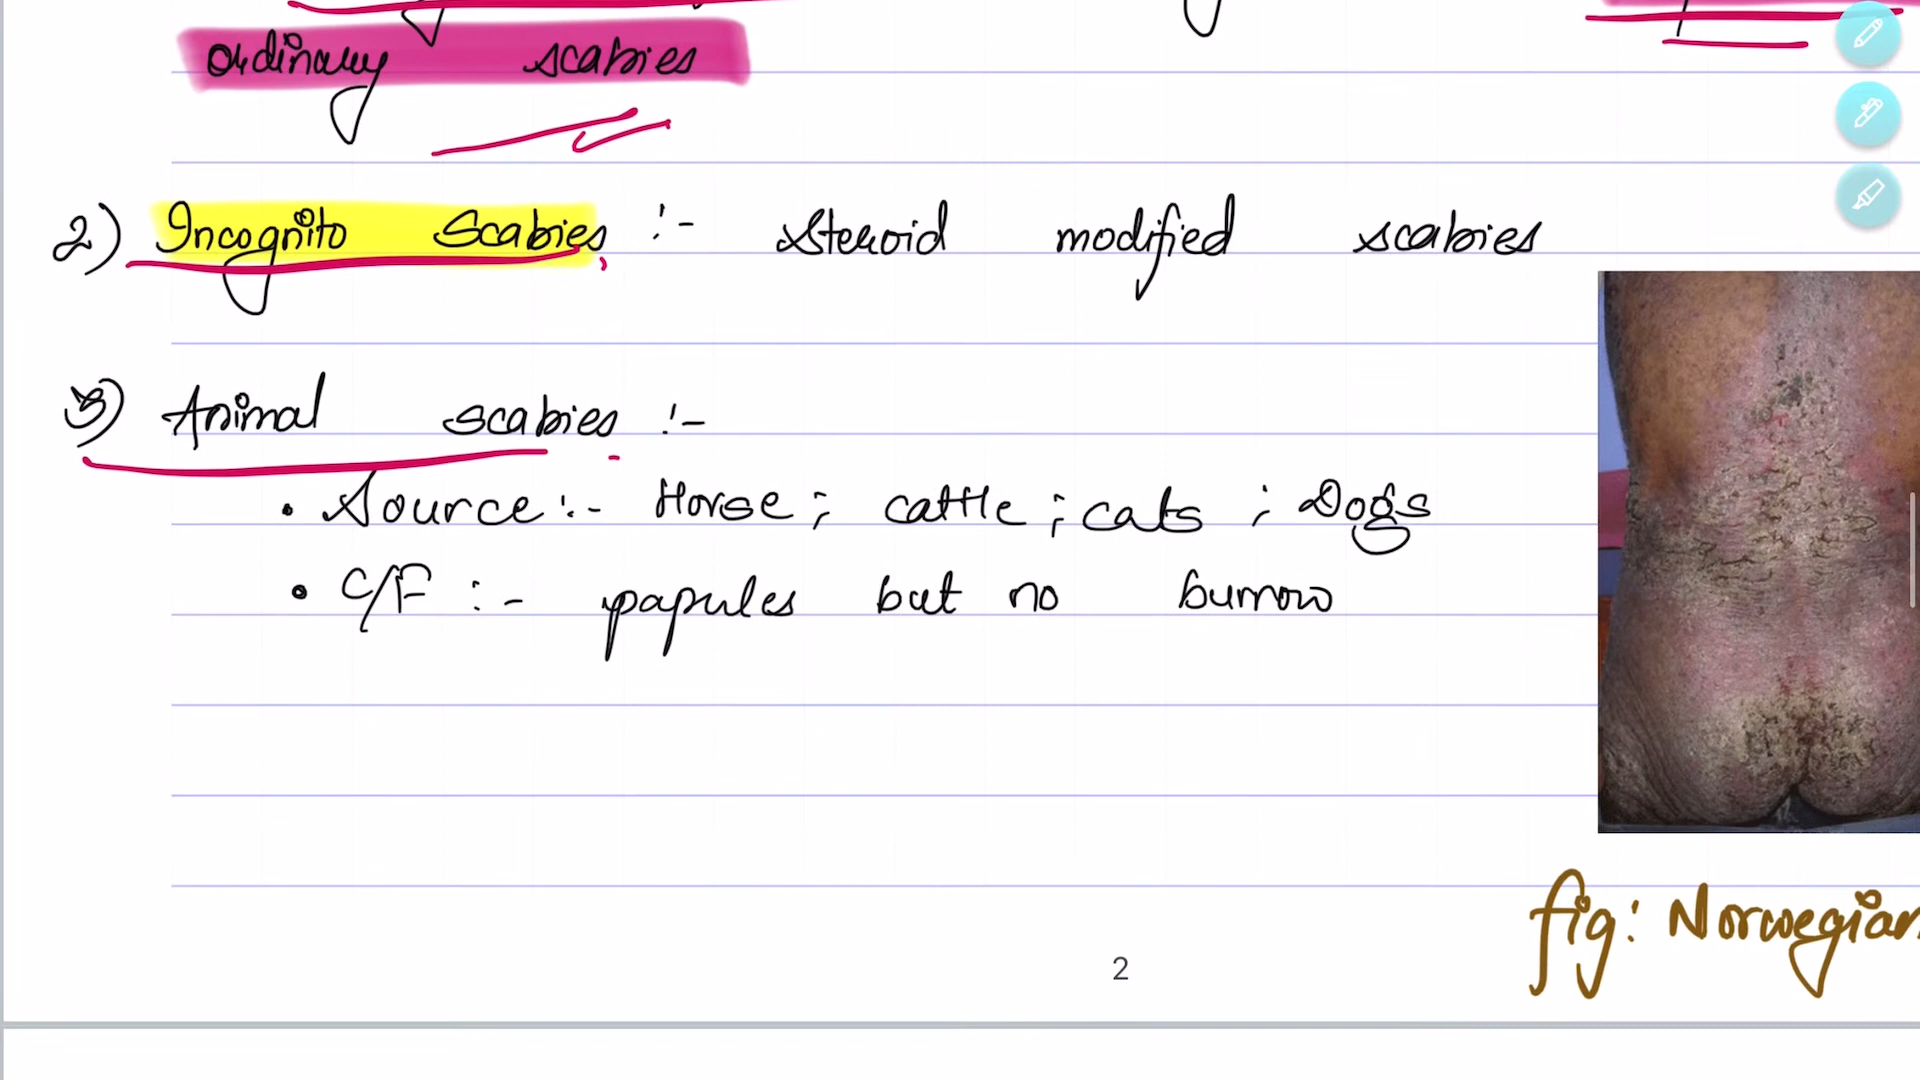 Ordinary scabies
2) Incognito Scabies :- Steroid modified scabies
3) Animal scabies :-
• Source :- Horse ; cattle ; cats ; Dogs
• C/F :- papules but no burrow
fig: Norwegian
2